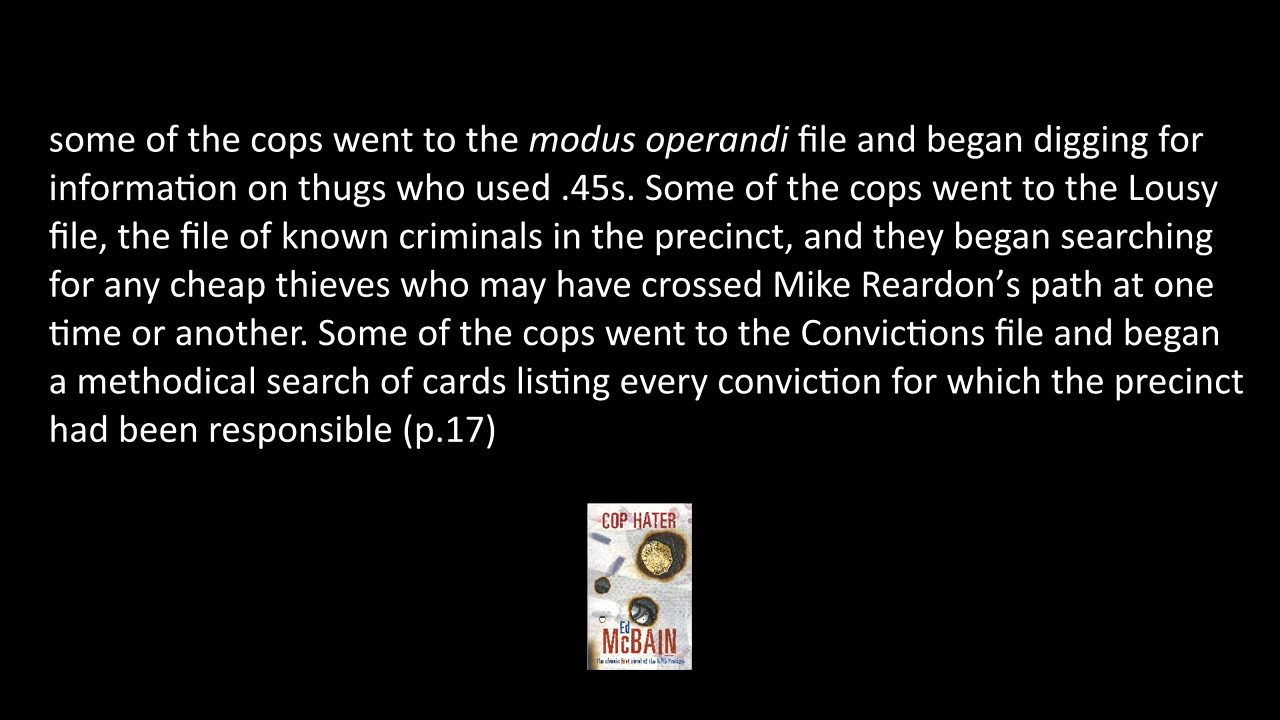 some of the cops went to the modus operandi file and began digging for
information on thugs who used .45s. Some of the cops went to the Lousy
file, the file of known criminals in the precinct, and they began searching
for any cheap thieves who may have crossed Mike Reardon’s path at one
time or another. Some of the cops went to the Convictions file and began
a methodical search of cards listing every conviction for which the precinct
had been responsible (p.17)
COP HATER
Ed
McBAIN